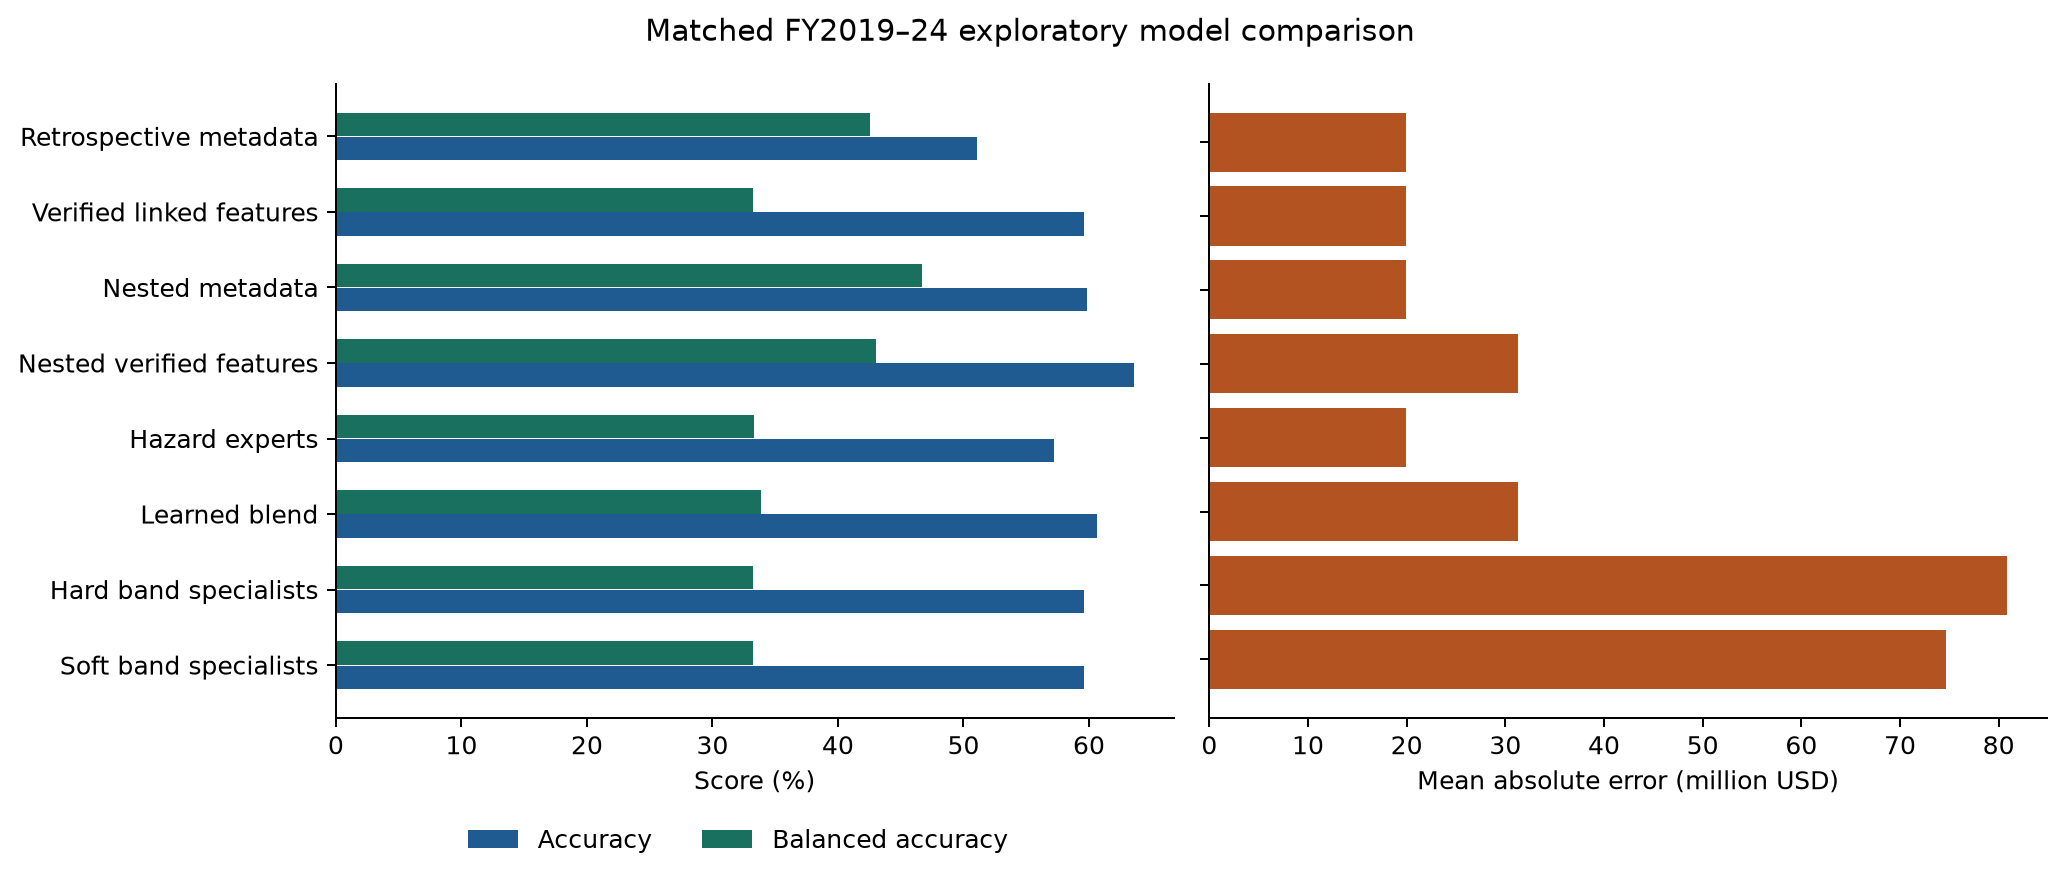 Matched FY2019–24 exploratory model comparison
Retrospective metadata
Verified linked features
Nested metadata
Nested verified features
Hazard experts
Learned blend
Hard band specialists
Soft band specialists
0 10 20 30 40 50 60
Score (%)
0 10 20 30 40 50 60 70 80
Mean absolute error (million USD)
Accuracy Balanced accuracy